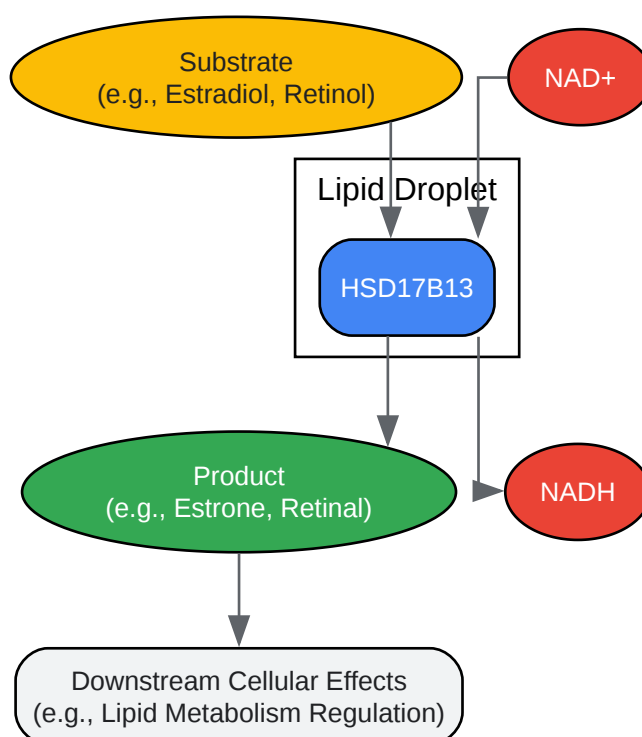 Substrate
(e.g., Estradiol, Retinol)
NAD+
Lipid Droplet
HSD17B13
Product
(e.g., Estrone, Retinal)
NADH
Downstream Cellular Effects
(e.g., Lipid Metabolism Regulation)